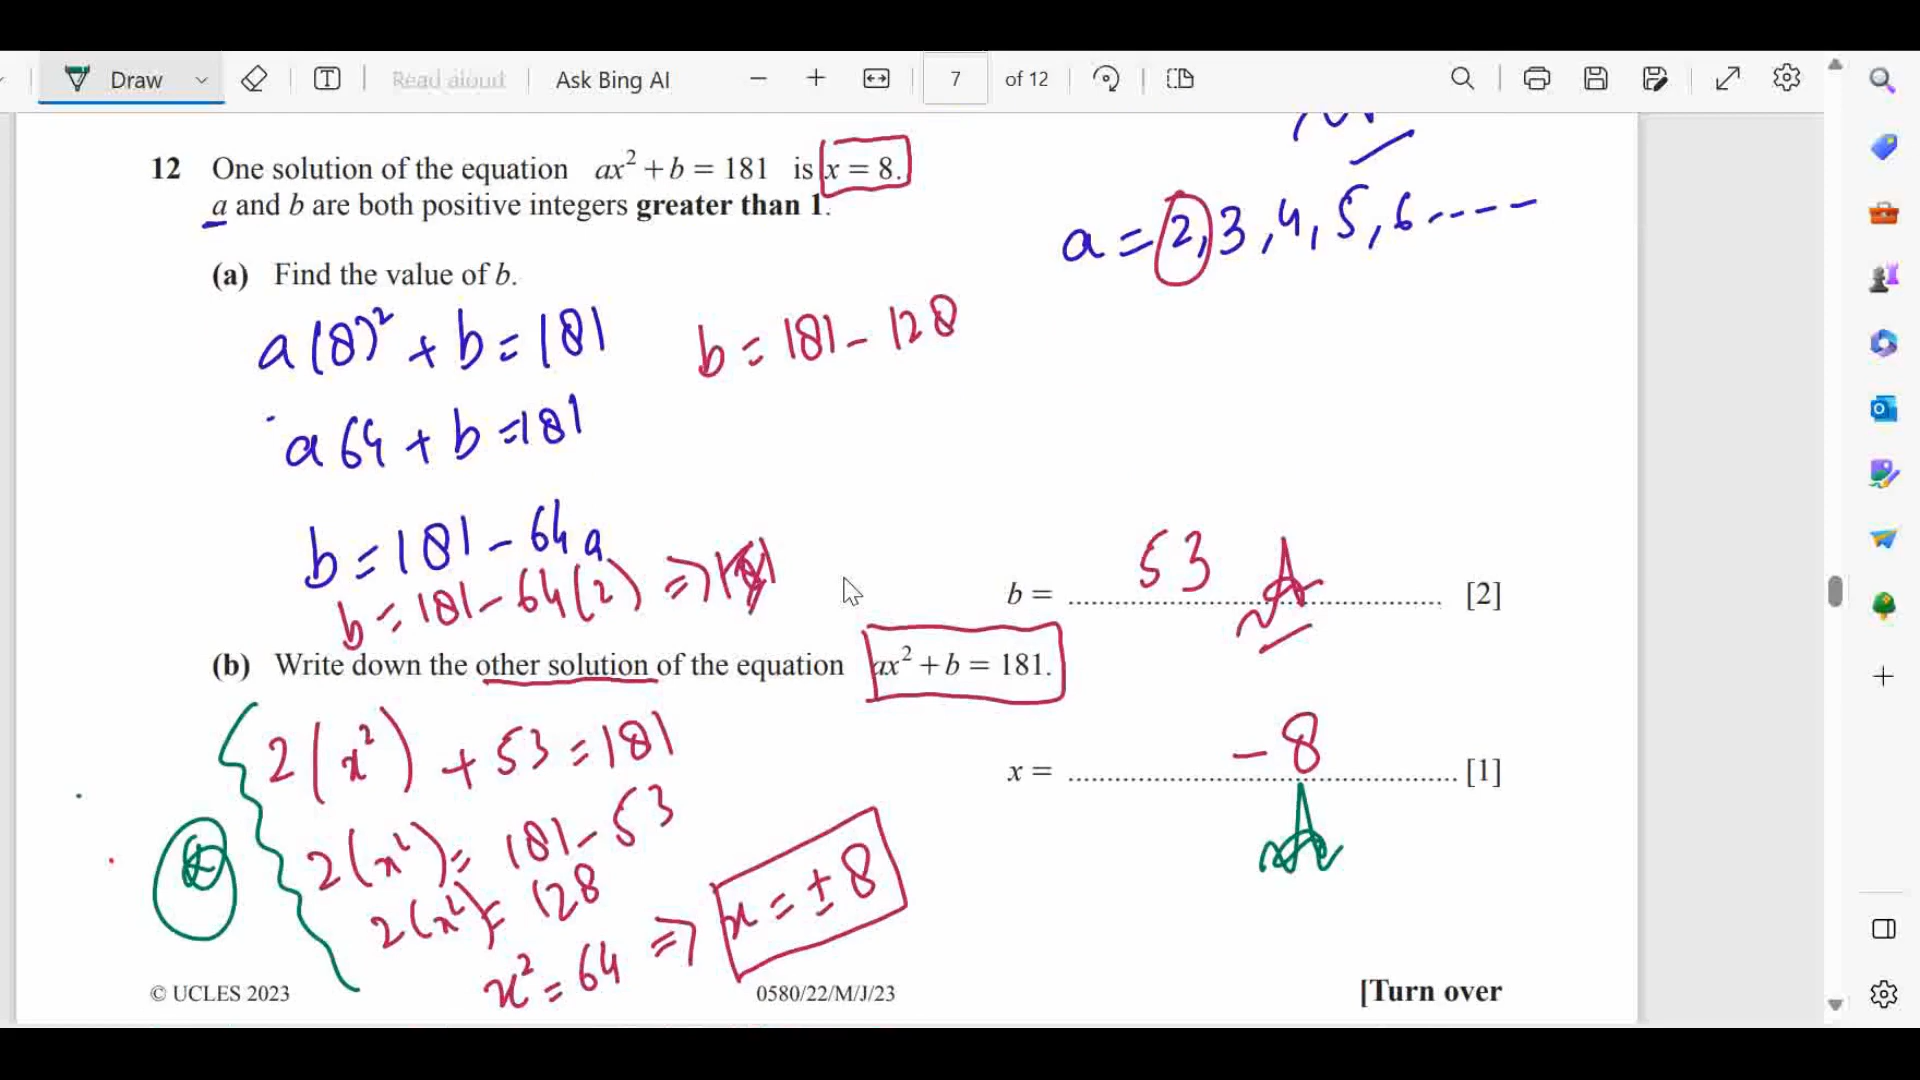 Draw
Read aloud
Ask Bing AI
7 of 12
12 One solution of the equation ax² + b = 181 is x = 8.
a and b are both positive integers greater than 1.
a = 2, 3, 4, 5, 6 ----
(a) Find the value of b.
a(8)² + b = 181
b = 181 - 128
a 64 + b = 181
b = 181 - 64a
b = 181 - 64(2) ⇒
b = 53 [2]
(b) Write down the other solution of the equation ax² + b = 181.
2(x²) + 53 = 181
x = -8 [1]
2(x²) = 181 - 53
2(x²) = 128
x² = 64 ⇒ x = ± 8
© UCLES 2023
0580/22/M/J/23
[Turn over